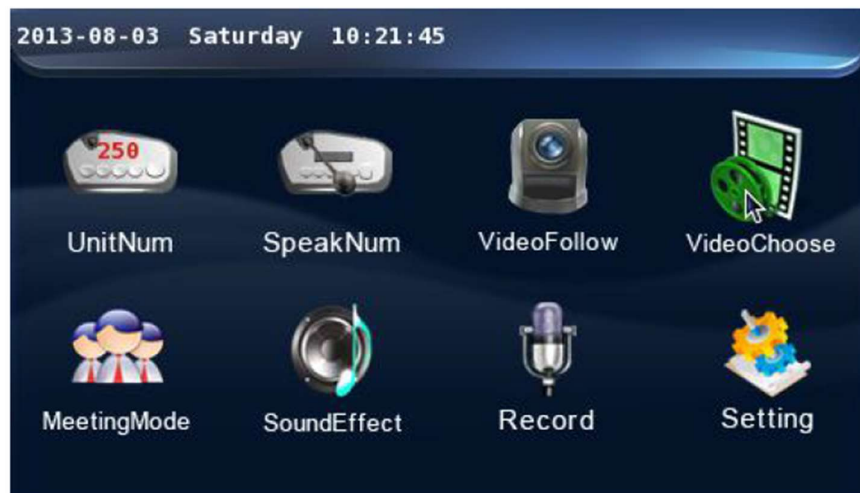 2013-08-03 Saturday 10:21:45
250
UnitNum SpeakNum VideoFollow VideoChoose
MeetingMode SoundEffect Record Setting